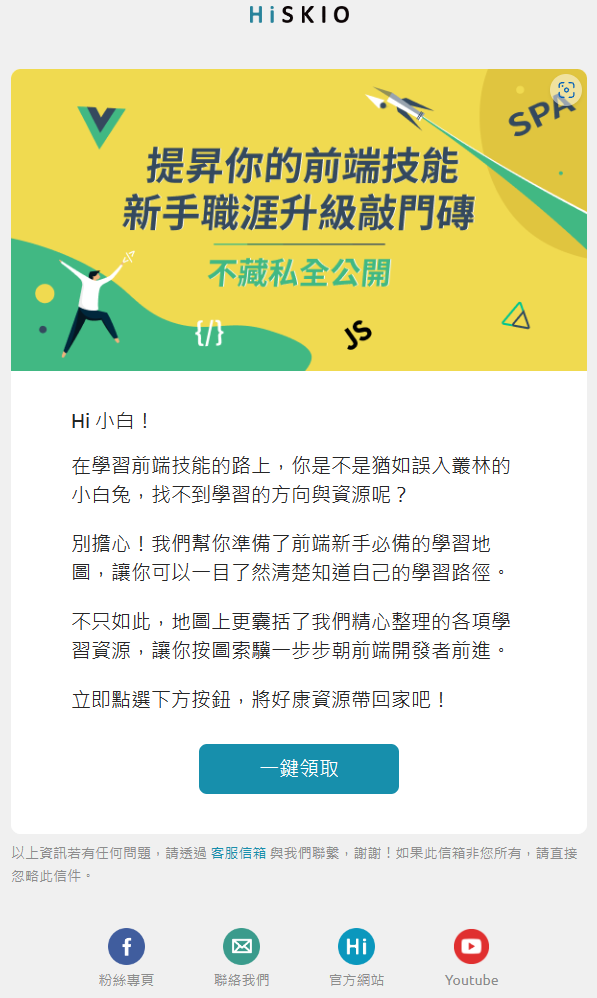 HiSKIO
SPA
提昇你的前端技能
新手職涯升級敲門磚
不藏私全公開
{/}
JS
Hi 小白！
在學習前端技能的路上，你是不是猶如誤入叢林的
小白兔，找不到學習的方向與資源呢？
別擔心！我們幫你準備了前端新手必備的學習地
圖，讓你可以一目了然清楚知道自己的學習路徑。
不只如此，地圖上更囊括了我們精心整理的各項學
習資源，讓你按圖索驥一步步朝前端開發者前進。
立即點選下方按鈕，將好康資源帶回家吧！
一鍵領取
以上資訊若有任何問題，請透過 客服信箱 與我們聯繫，謝謝！如果此信箱非您所有，請直接
忽略此信件。
f
Hi
粉絲專頁 聯絡我們 官方網站 Youtube